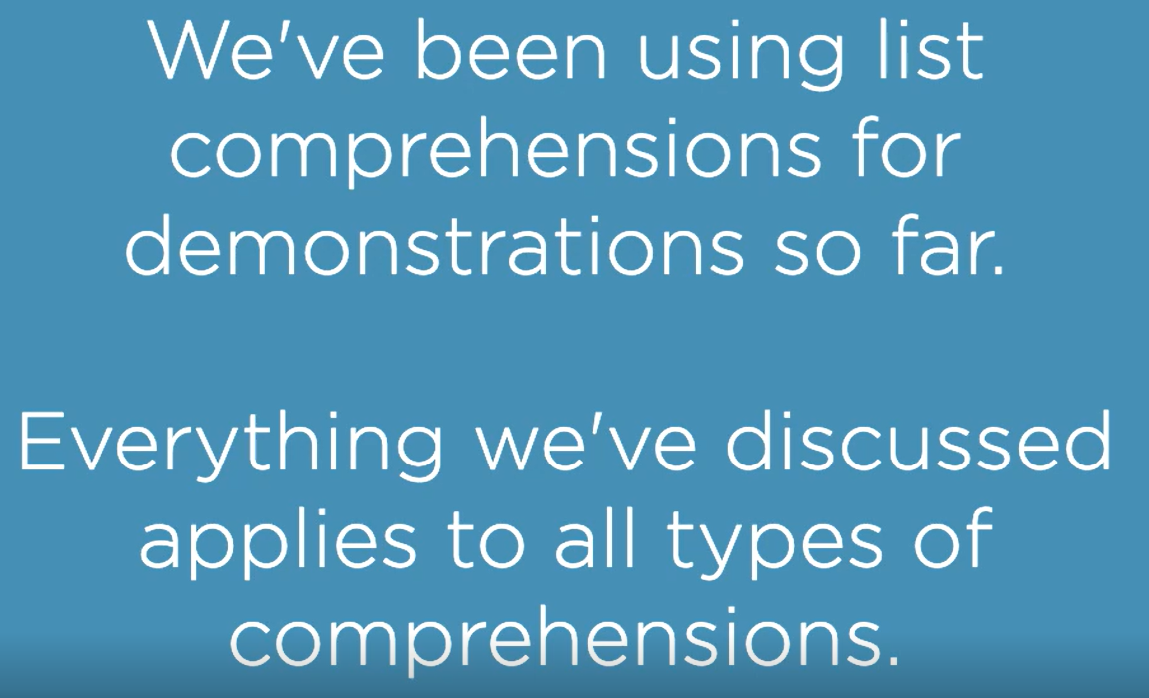 We've been using list
comprehensions for
demonstrations so far.
Everything we've discussed
applies to all types of
comprehensions.